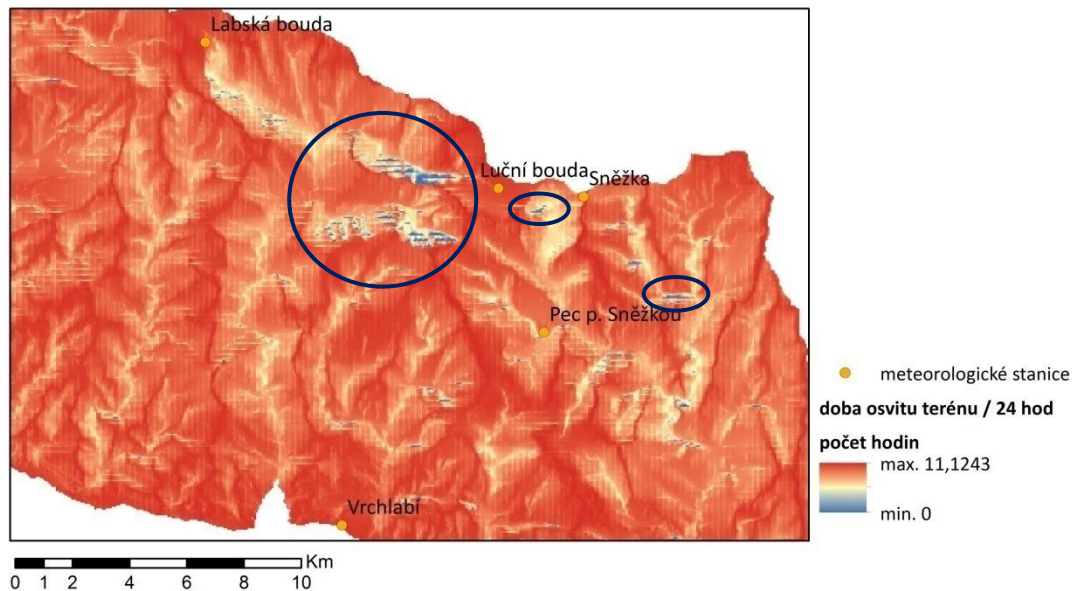 Labská bouda
Luční bouda
Sněžka
Pec p. Sněžkou
Vrchlabí
meteorologické stanice
doba osvitu terénu / 24 hod
počet hodin
max. 11,1243
min. 0
Km
0 1 2 4 6 8 10